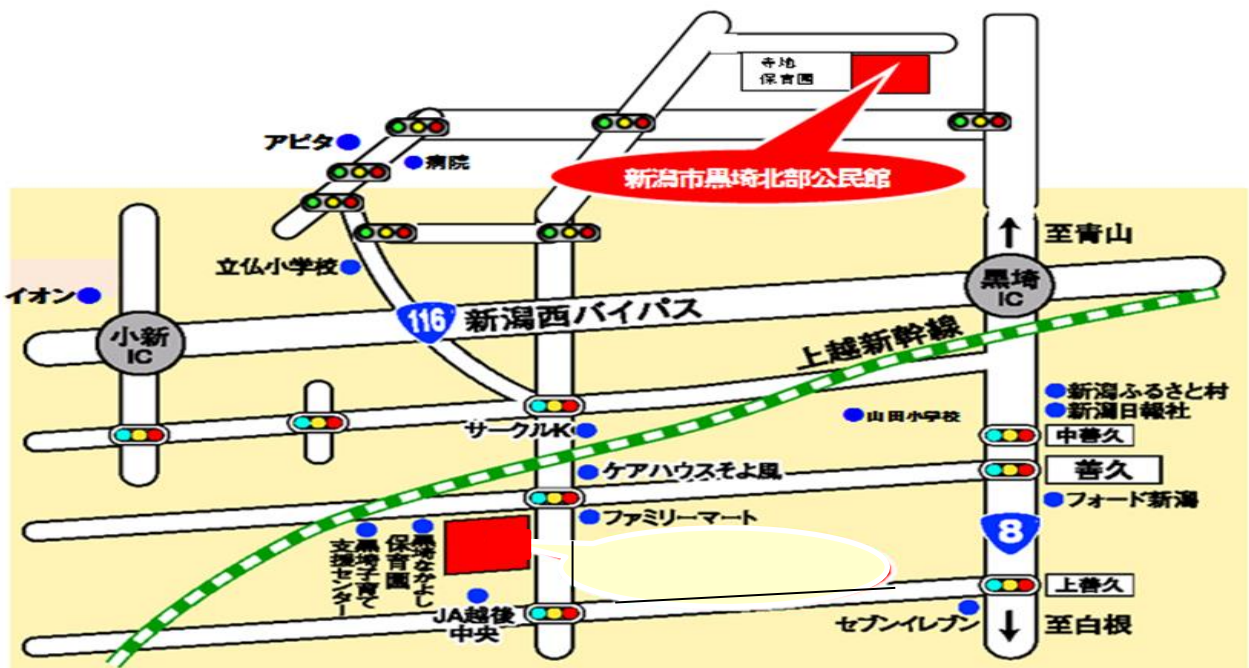 寺地
保育園
アピタ
病院
新潟市黒埼北部公民館
至青山
立仏小学校
イオン
黒埼
IC
116
新潟西バイパス
小新
IC
上越新幹線
新潟ふるさと村
新潟日報社
山田小学校
サークルK
中善久
ケアハウスそよ風
善久
フォード新潟
ファミリーマート
黒埼なかよし
保育園
黒埼子育て
支援センター
8
上善久
JA越後
中央
セブンイレブン
至白根